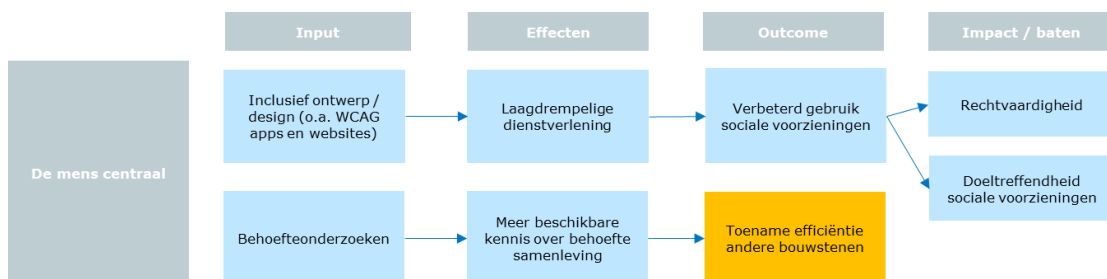 Input
Effecten
Outcome
Impact / baten
De mens centraal
Inclusief ontwerp /
design (o.a. WCAG
apps en websites)
Laagdrempelige
dienstverlening
Verbeterd gebruik
sociale voorzieningen
Rechtvaardigheid
Doeltreffendheid
sociale voorzieningen
Behoefteonderzoeken
Meer beschikbare
kennis over behoefte
samenleving
Toename efficiëntie
andere bouwstenen